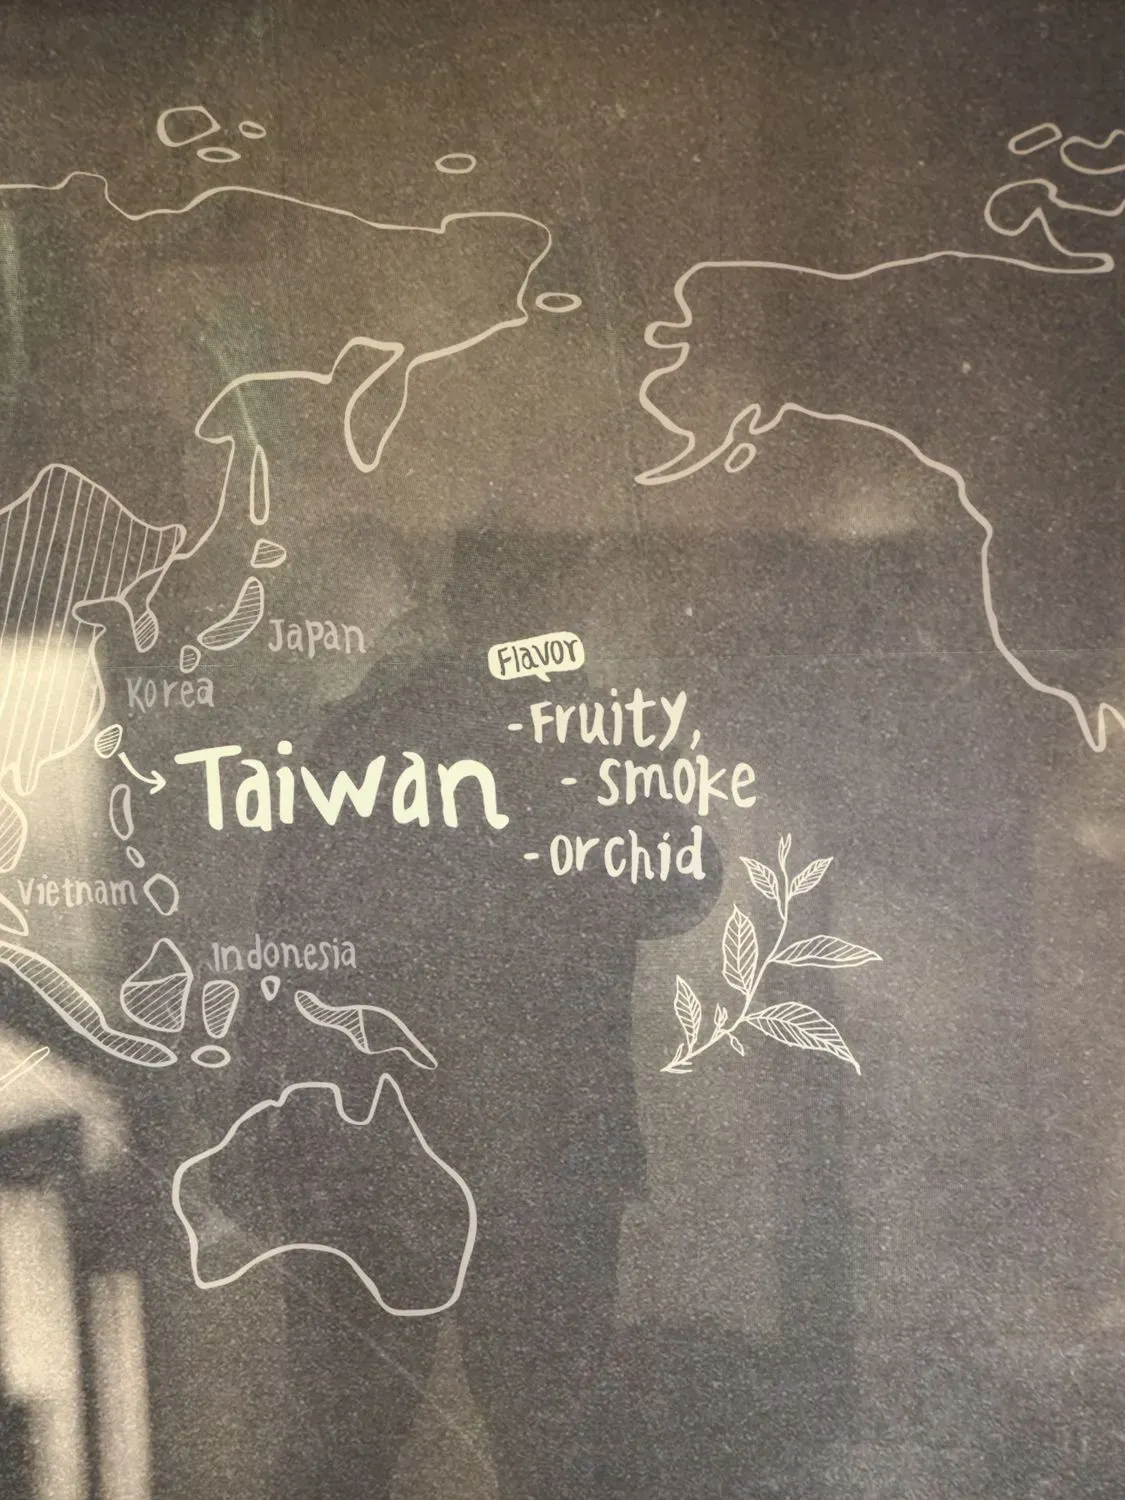 Japan
Korea
Flavor
-Fruity,
- smoke
-orchid
Taiwan
Vietnam
Indonesia